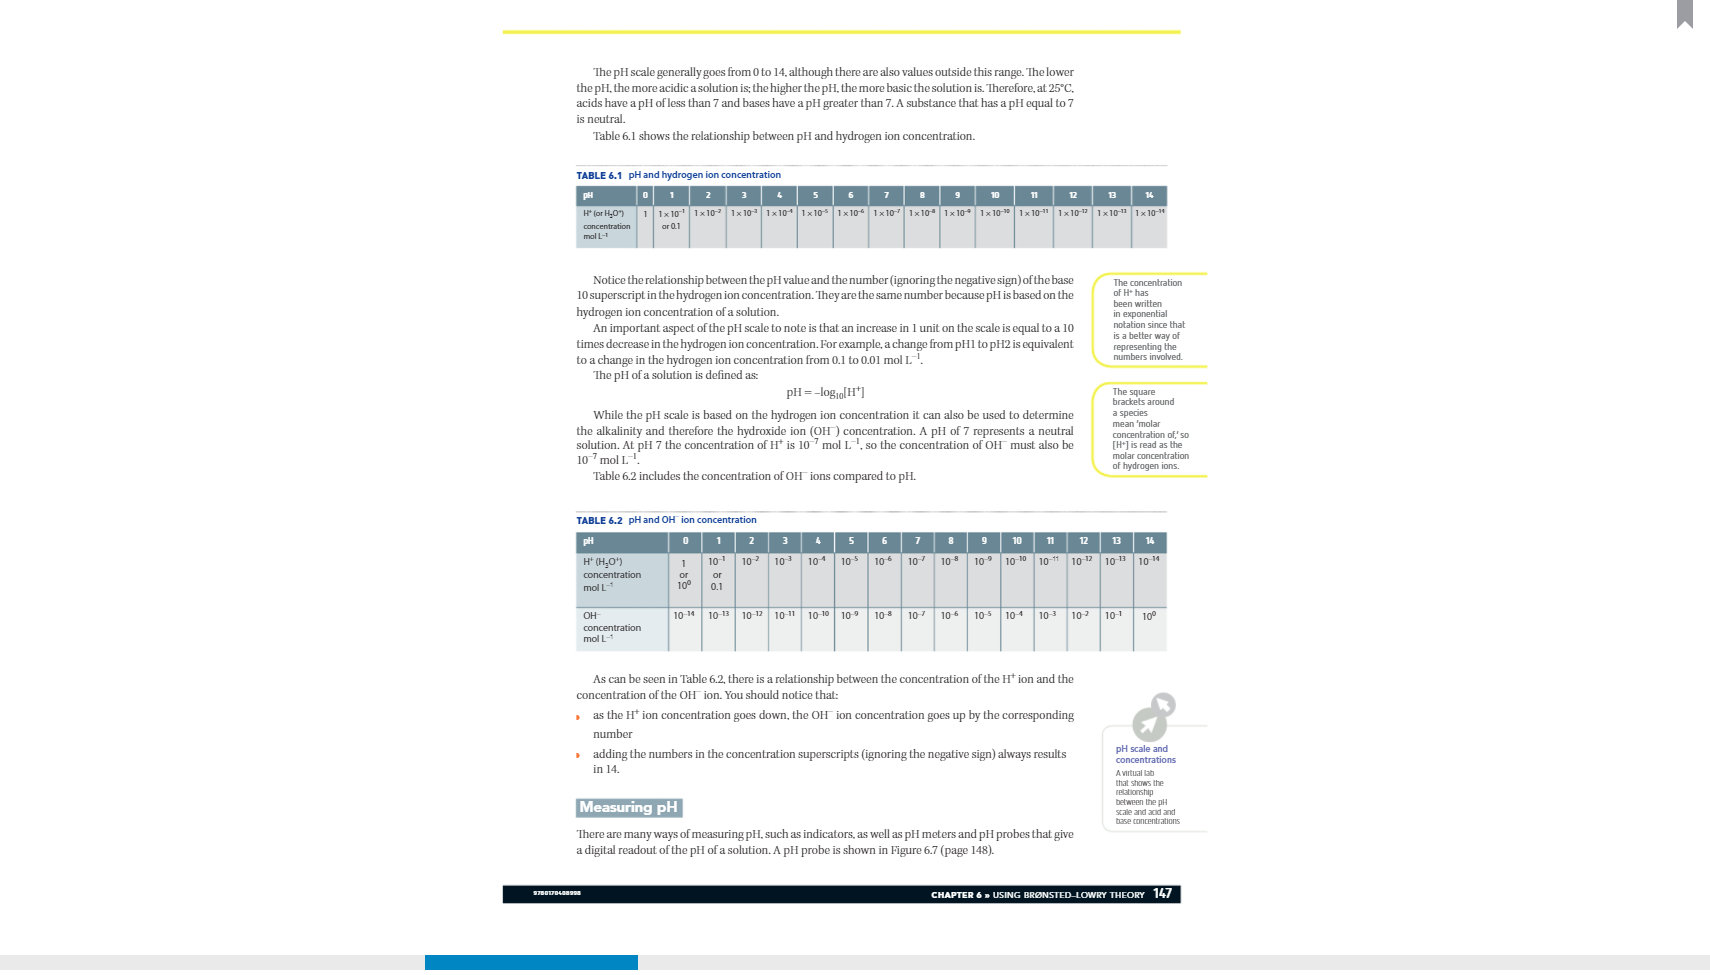 The pH scale generally goes from 0 to 14, although there are also values outside this range. The lower
the pH, the more acidic a solution is; the higher the pH, the more basic the solution is. Therefore, at 25°C,
acids have a pH of less than 7 and bases have a pH greater than 7. A substance that has a pH equal to 7
is neutral.
Table 6.1 shows the relationship between pH and hydrogen ion concentration.
TABLE 6.1 pH and hydrogen ion concentration
pH 0 1 2 3 4 5 6 7 8 9 10 11 12 13 14
H⁺ (or H₃O⁺) 1 1 × 10⁻¹ 1 × 10⁻² 1 × 10⁻³ 1 × 10⁻⁴ 1 × 10⁻⁵ 1 × 10⁻⁶ 1 × 10⁻⁷ 1 × 10⁻⁸ 1 × 10⁻⁹ 1 × 10⁻¹⁰ 1 × 10⁻¹¹ 1 × 10⁻¹² 1 × 10⁻¹³ 1 × 10⁻¹⁴
concentration or 0.1
mol L⁻¹
Notice the relationship between the pH value and the number (ignoring the negative sign) of the base
10 superscript in the hydrogen ion concentration. They are the same number because pH is based on the
hydrogen ion concentration of a solution.
An important aspect of the pH scale to note is that an increase in 1 unit on the scale is equal to a 10
times decrease in the hydrogen ion concentration. For example, a change from pH1 to pH2 is equivalent
to a change in the hydrogen ion concentration from 0.1 to 0.01 mol L⁻¹.
The pH of a solution is defined as:
pH = –log₁₀[H⁺]
While the pH scale is based on the hydrogen ion concentration it can also be used to determine
the alkalinity and therefore the hydroxide ion (OH⁻) concentration. A pH of 7 represents a neutral
solution. At pH 7 the concentration of H⁺ is 10⁻⁷ mol L⁻¹, so the concentration of OH⁻ must also be
10⁻⁷ mol L⁻¹.
Table 6.2 includes the concentration of OH⁻ ions compared to pH.
The concentration
of H⁺ has
been written
in exponential
notation since that
is a better way of
representing the
numbers involved.
The square
brackets around
a species
mean 'molar
concentration of,' so
[H⁺] is read as the
molar concentration
of hydrogen ions.
TABLE 6.2 pH and OH⁻ ion concentration
pH 0 1 2 3 4 5 6 7 8 9 10 11 12 13 14
H⁺ (H₃O⁺) 1 10⁻¹ 10⁻² 10⁻³ 10⁻⁴ 10⁻⁵ 10⁻⁶ 10⁻⁷ 10⁻⁸ 10⁻⁹ 10⁻¹⁰ 10⁻¹¹ 10⁻¹² 10⁻¹³ 10⁻¹⁴
concentration or or
mol L⁻¹ 10⁰ 0.1
OH⁻ 10⁻¹⁴ 10⁻¹³ 10⁻¹² 10⁻¹¹ 10⁻¹⁰ 10⁻⁹ 10⁻⁸ 10⁻⁷ 10⁻⁶ 10⁻⁵ 10⁻⁴ 10⁻³ 10⁻² 10⁻¹ 10⁰
concentration
mol L⁻¹
As can be seen in Table 6.2, there is a relationship between the concentration of the H⁺ ion and the
concentration of the OH⁻ ion. You should notice that:
as the H⁺ ion concentration goes down, the OH⁻ ion concentration goes up by the corresponding
number
adding the numbers in the concentration superscripts (ignoring the negative sign) always results
in 14.
pH scale and
concentrations
A virtual lab
that shows the
relationship
between the pH
scale and acid and
base concentrations
Measuring pH
There are many ways of measuring pH, such as indicators, as well as pH meters and pH probes that give
a digital readout of the pH of a solution. A pH probe is shown in Figure 6.7 (page 148).
9780170408998
CHAPTER 6 » USING BRØNSTED–LOWRY THEORY 147